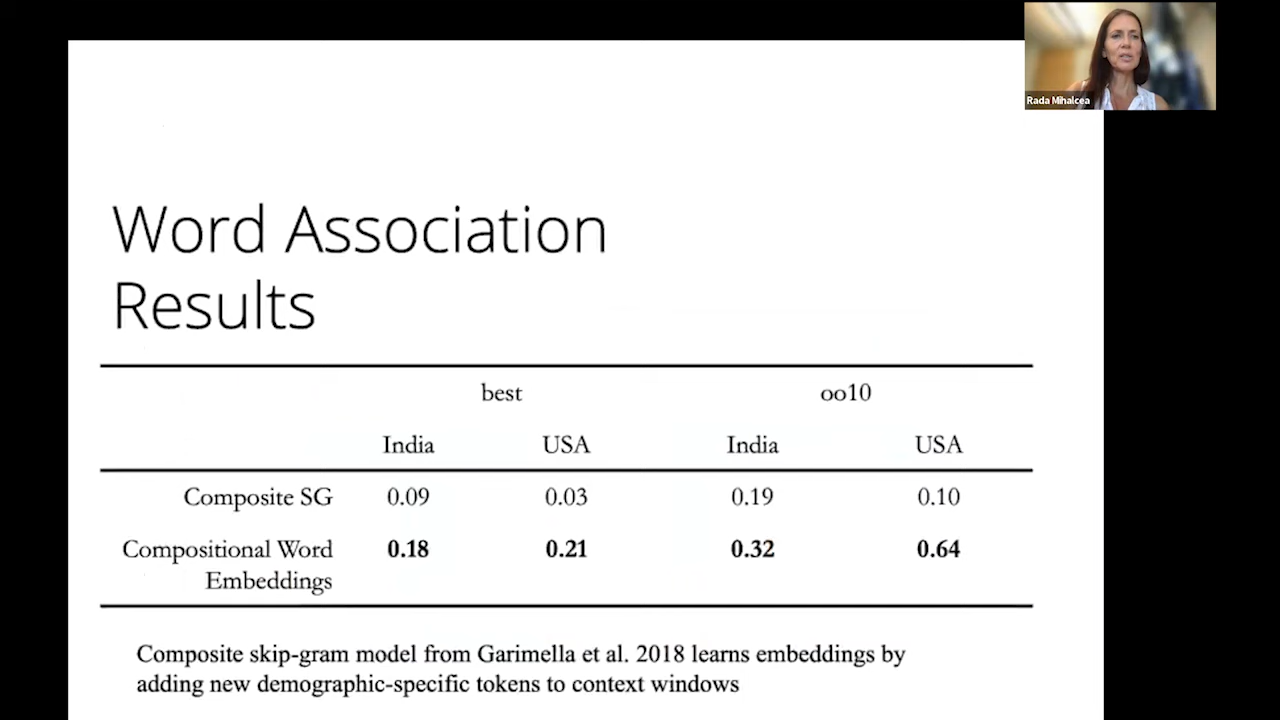 Rada Mihalcea
Word Association
Results
best oo10
India USA India USA
Composite SG 0.09 0.03 0.19 0.10
Compositional Word 0.18 0.21 0.32 0.64
Embeddings
Composite skip-gram model from Garimella et al. 2018 learns embeddings by
adding new demographic-specific tokens to context windows